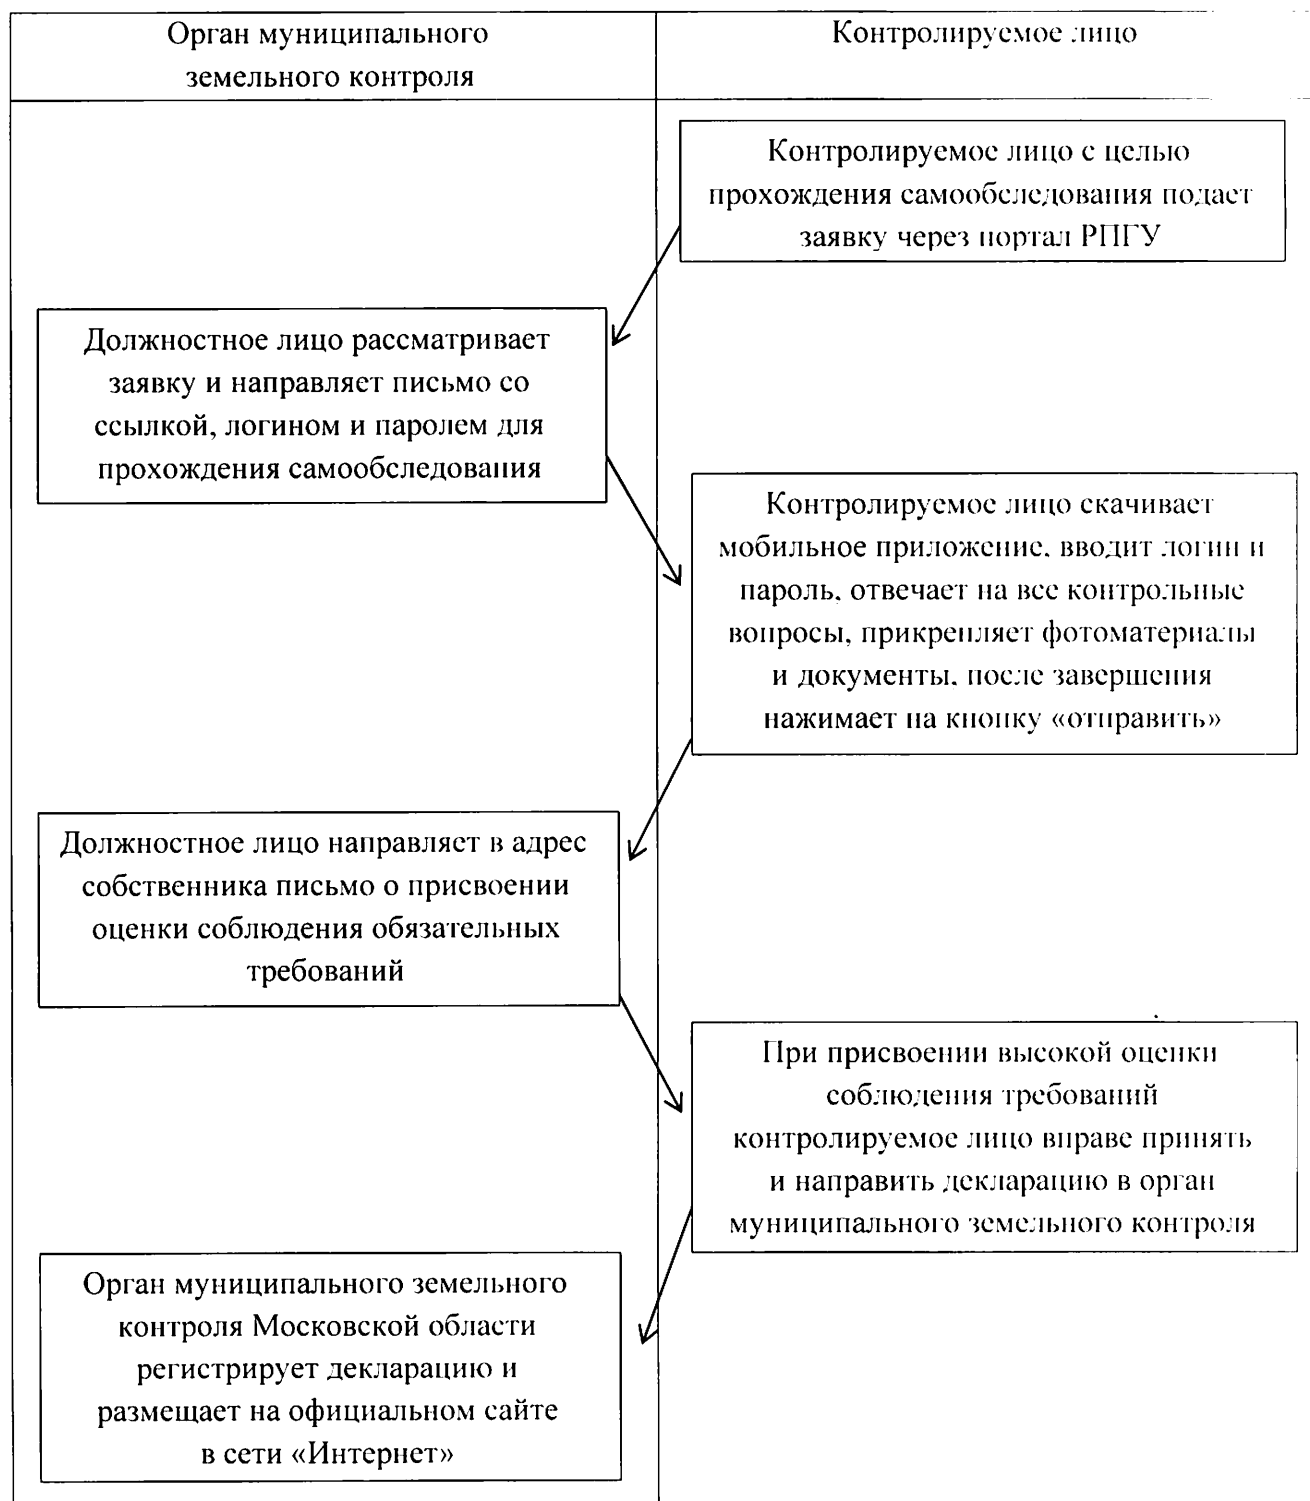 Орган муниципального
земельного контроля
Контролируемое лицо
Контролируемое лицо с целью
прохождения самообследования подает
заявку через портал РПГУ
Должностное лицо рассматривает
заявку и направляет письмо со
ссылкой, логином и паролем для
прохождения самообследования
Контролируемое лицо скачивает
мобильное приложение, вводит логин и
пароль, отвечает на все контрольные
вопросы, прикрепляет фотоматериалы
и документы, после завершения
нажимает на кнопку «отправить»
Должностное лицо направляет в адрес
собственника письмо о присвоении
оценки соблюдения обязательных
требований
При присвоении высокой оценки
соблюдения требований
контролируемое лицо вправе принять
и направить декларацию в орган
муниципального земельного контроля
Орган муниципального земельного
контроля Московской области
регистрирует декларацию и
размещает на официальном сайте
в сети «Интернет»